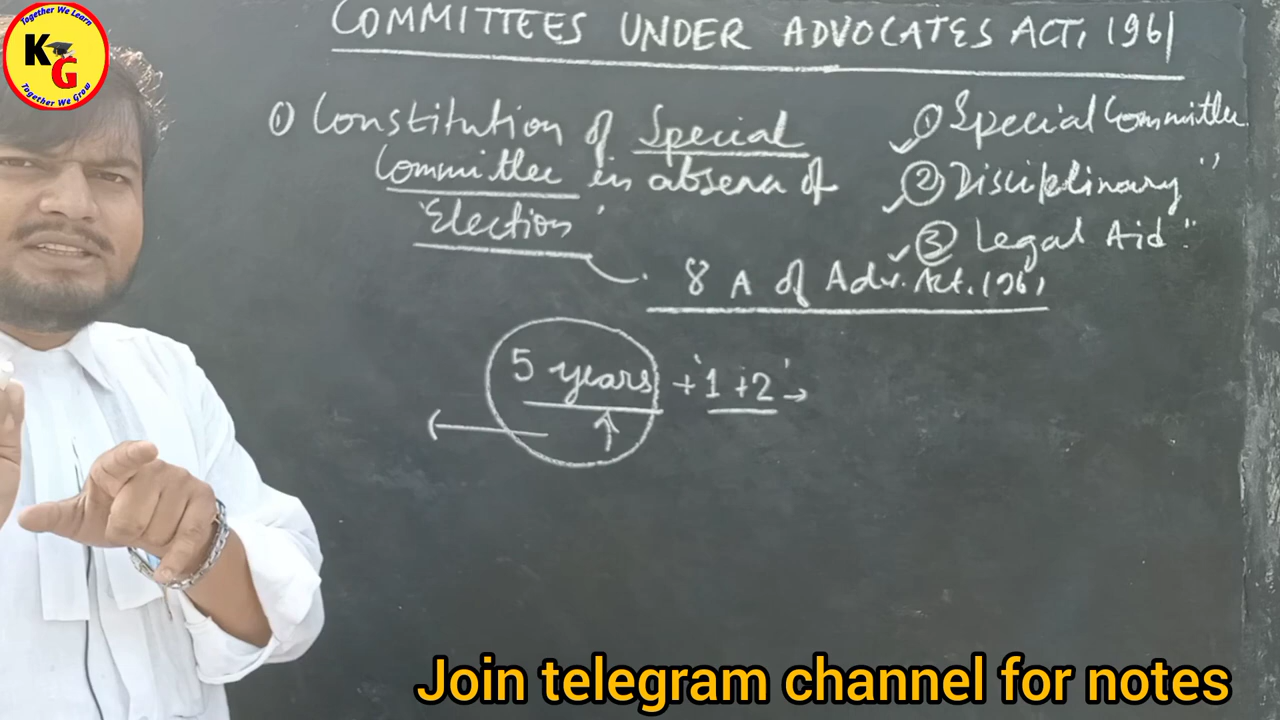 Together We Learn
KG
Together We Grow
COMMITTEES UNDER ADVOCATES ACT, 1961
① Constitution of Special
Committee in absence of
'Election'
8 A of Adv. Act. 1961
① Special Committee
② Disciplinary "
③ Legal Aid "
5 years + '1 + 2'
Join telegram channel for notes